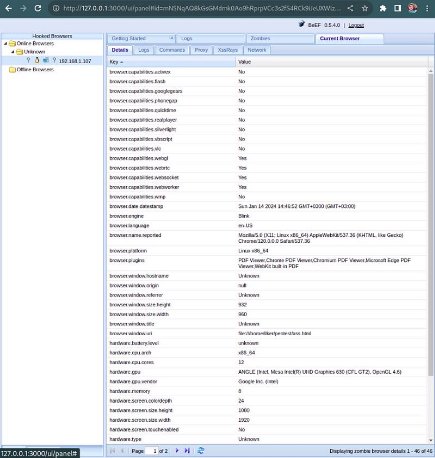 127.0.0.1:3000/ui/panel#id=
BeEF 0.5.4.0 | Logout
Hooked Browsers
Online Browsers
Unknown
192.168.1.107
Offline Browsers
Getting Started Logs Zombies Current Browser
Details Logs Commands Proxy XssRays Network
Key Value
browser.capabilities.activex No
browser.capabilities.flash No
browser.capabilities.googlegears No
browser.capabilities.phonegap No
browser.capabilities.quicktime No
browser.capabilities.realplayer No
browser.capabilities.silverlight No
browser.capabilities.vbscript No
browser.capabilities.vlc No
browser.capabilities.webgl Yes
browser.capabilities.webrtc Yes
browser.capabilities.websocket Yes
browser.capabilities.webworker Yes
browser.capabilities.wmp No
browser.date.datestamp Sun Jan 14 2024 14:46:52 GMT+0300 (GMT+03:00)
browser.engine Blink
browser.language en-US
browser.name.reported Mozilla/5.0 (X11; Linux x86_64) AppleWebKit/537.36 (KHTML, like Gecko)
Chrome/120.0.0.0 Safari/537.36
browser.platform Linux x86_64
browser.plugins PDF Viewer,Chrome PDF Viewer,Chromium PDF Viewer,Microsoft Edge PDF
Viewer,WebKit built-in PDF
browser.window.hostname Unknown
browser.window.origin null
browser.window.referrer Unknown
browser.window.size.height 932
browser.window.size.width 960
browser.window.title Unknown
browser.window.uri
hardware.battery.level unknown
hardware.cpu.arch x86_64
hardware.cpu.cores 12
hardware.gpu ANGLE (Intel, Mesa Intel(R) UHD Graphics 630 (CFL GT2), OpenGL 4.6)
hardware.gpu.vendor Google Inc. (Intel)
hardware.memory 8
hardware.screen.colordepth 24
hardware.screen.size.height 1080
hardware.screen.size.width 1920
hardware.screen.touchenabled No
hardware.type Unknown
Page 1 of 2 Displaying zombie browser details 1 - 46 of 46
127.0.0.1:3000/ui/panel#